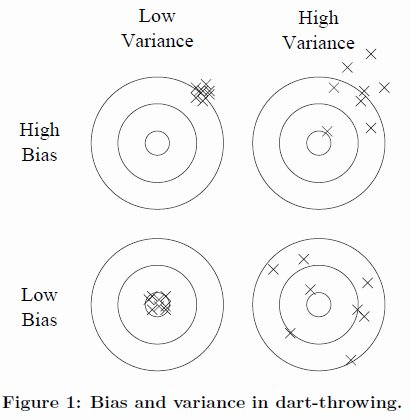 Low
Variance
High
Variance
High
Bias
Low
Bias
Figure 1: Bias and variance in dart-throwing.